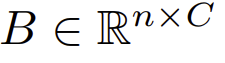 B ∈ ℝ^{n×C}